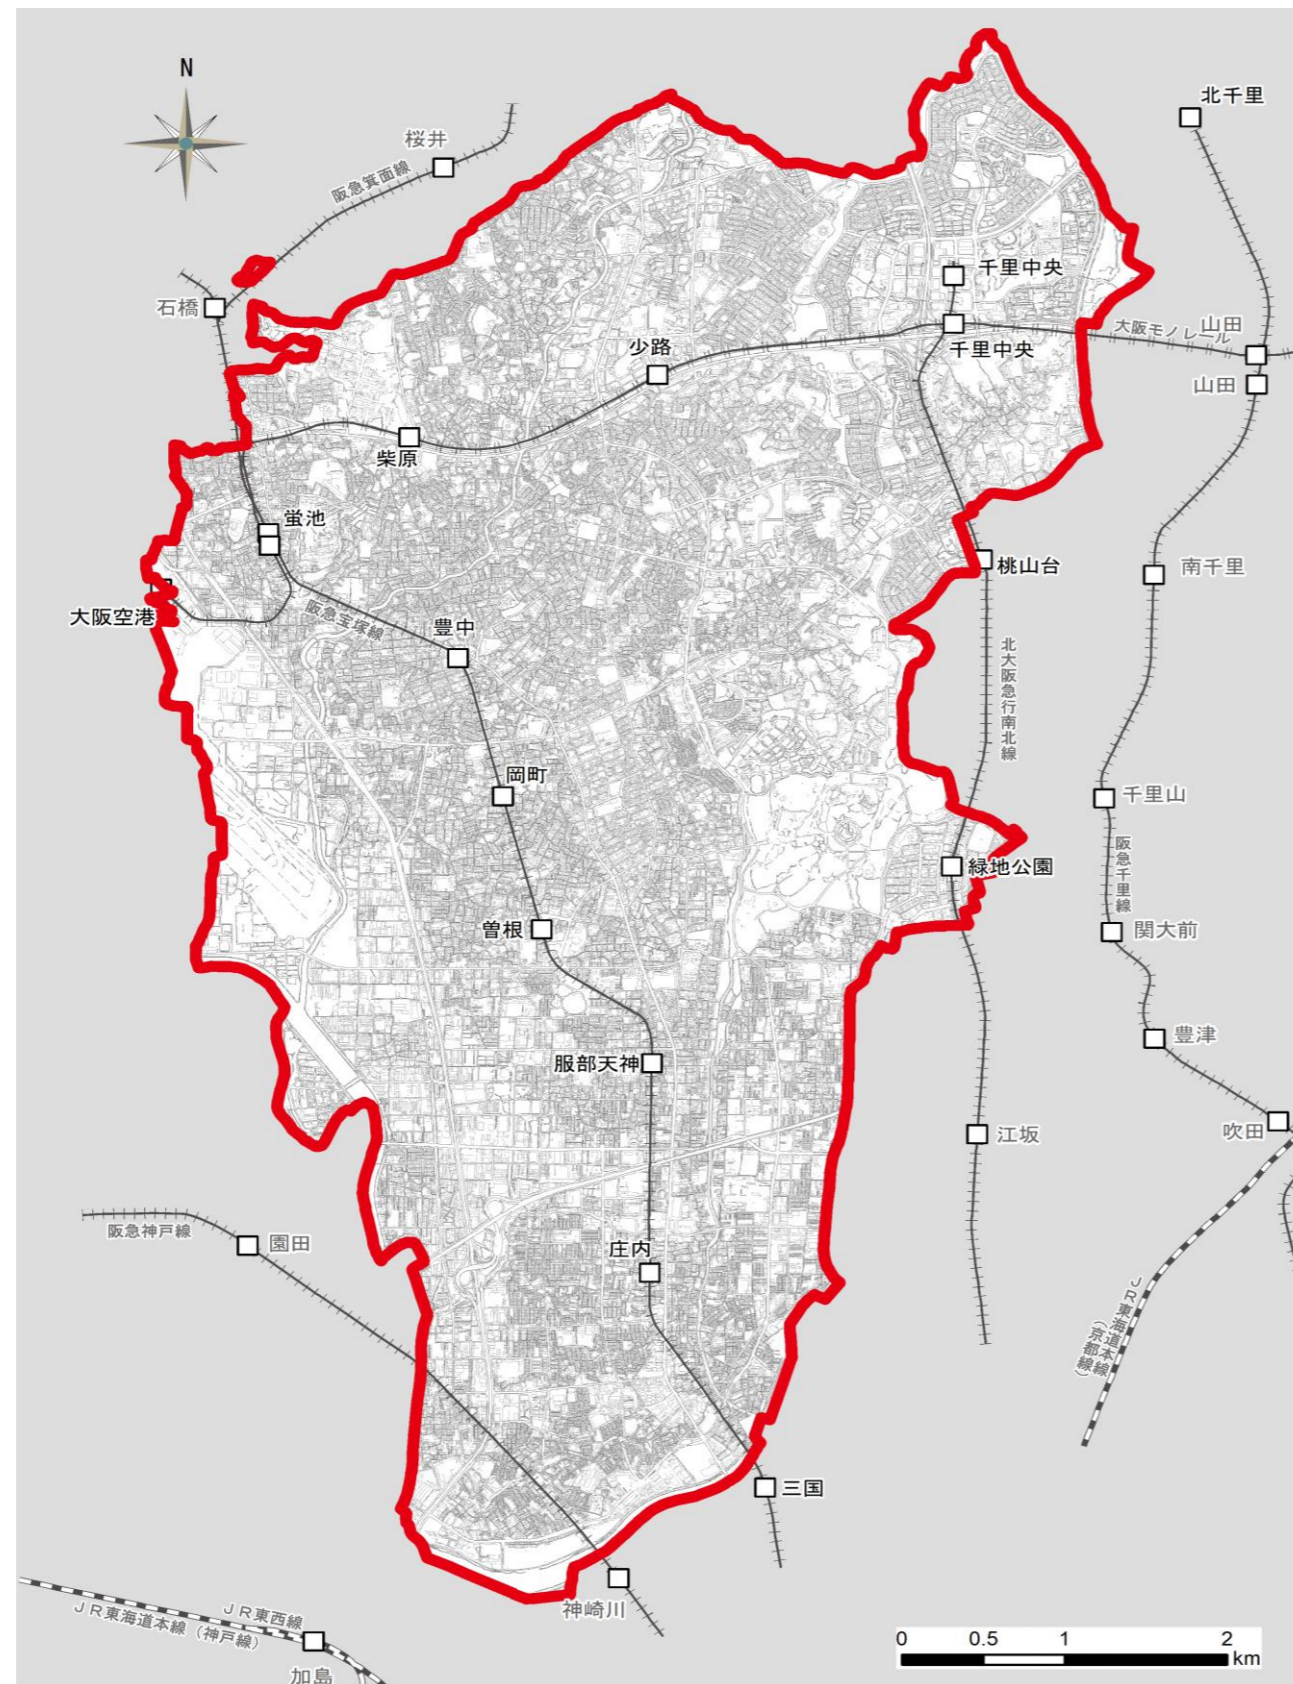 N
北千里
桜井
阪急箕面線
千里中央
石橋
大阪モノレール
山田
千里中央
少路
山田
柴原
蛍池
桃山台
南千里
大阪空港
阪急宝塚線
豊中
北大阪急行南北線
岡町
千里山
阪急千里線
緑地公園
曽根
関大前
豊津
服部天神
江坂
吹田
阪急神戸線
園田
庄内
JR東海道本線
(京都線)
三国
神崎川
JR東西線
JR東海道本線(神戸線)
加島
0 0.5 1 2
km